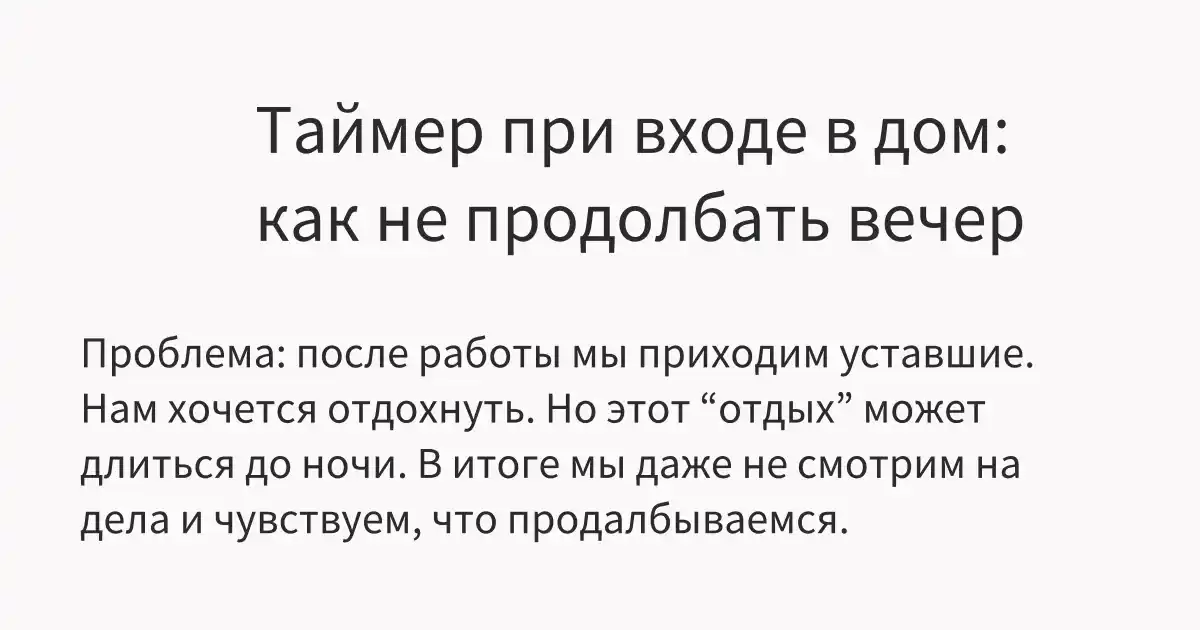 Таймер при входе в дом:
как не продолбать вечер
Проблема: после работы мы приходим уставшие.
Нам хочется отдохнуть. Но этот “отдых” может
длиться до ночи. В итоге мы даже не смотрим на
дела и чувствуем, что продалбываемся.